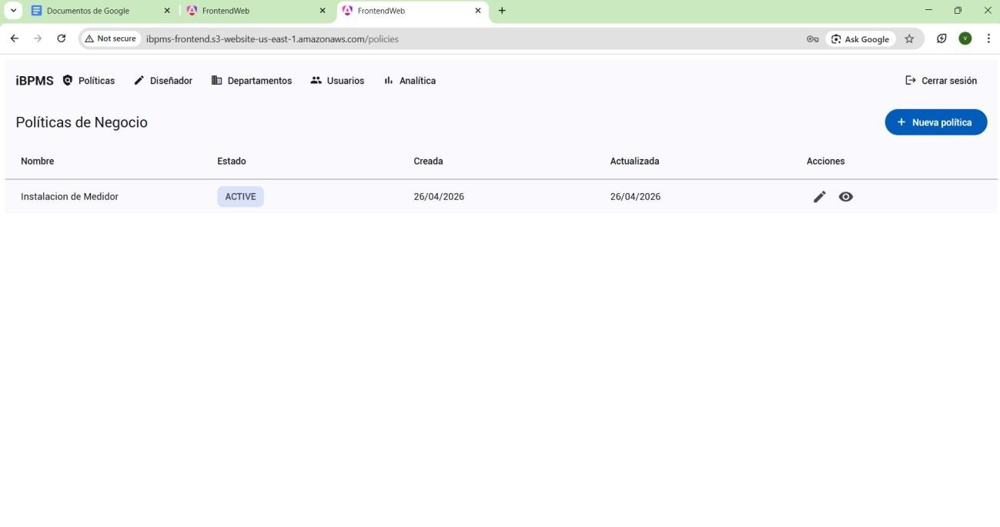 Documentos de Google
FrontendWeb
FrontendWeb
Not secure
ibpms-frontend.s3-website-us-east-1.amazonaws.com/policies
Ask Google
V
iBPMS
Políticas
Diseñador
Departamentos
Usuarios
Analítica
Cerrar sesión
Políticas de Negocio
+ Nueva política
Nombre
Estado
Creada
Actualizada
Acciones
Instalacion de Medidor
ACTIVE
26/04/2026
26/04/2026